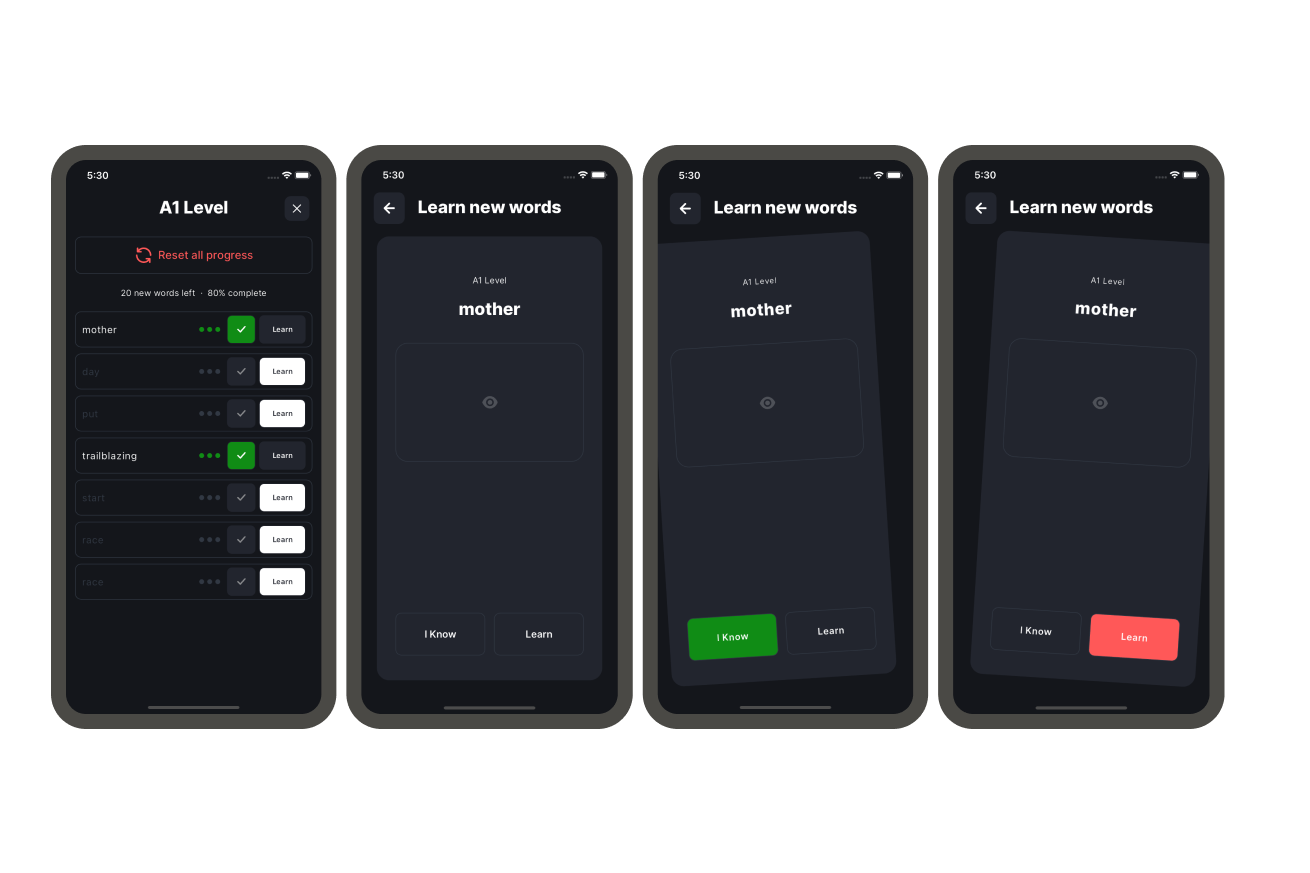 5:30
A1 Level
Reset all progress
20 new words left · 80% complete
mother Learn
day Learn
put Learn
trailblazing Learn
start Learn
race Learn
race Learn
5:30
Learn new words
A1 Level
mother
I Know Learn
5:30
Learn new words
A1 Level
mother
I Know Learn
5:30
Learn new words
A1 Level
mother
I Know Learn